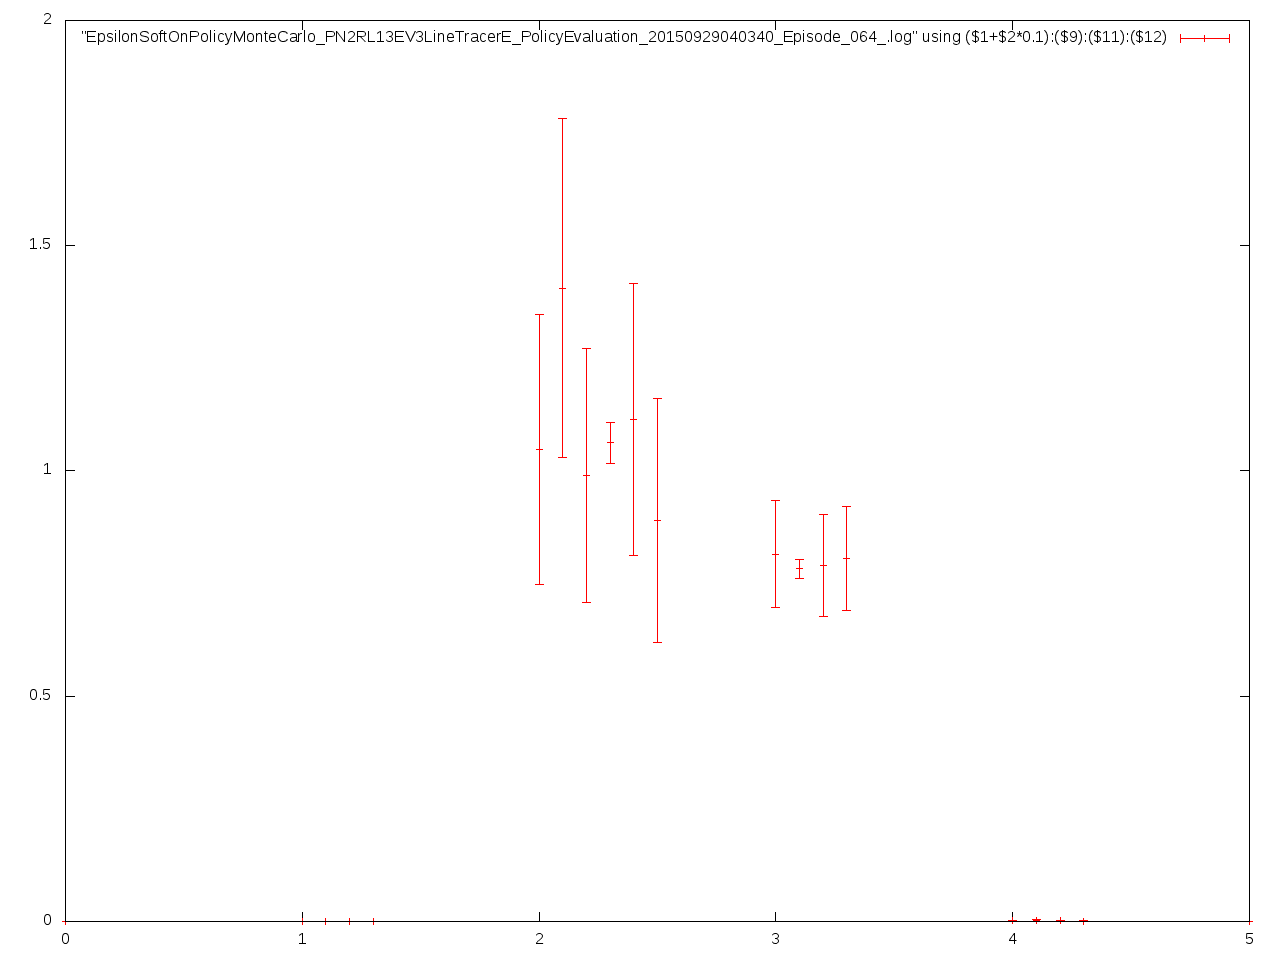 2
"EpsilonSoftOnPolicyMonteCarlo_PN2RL13EV3LineTracerE_PolicyEvaluation_20150929040340_Episode_064_.log" using ($1+$2*0.1):($9):($11):($12)
1.5
1
0.5
0
0 1 2 3 4 5